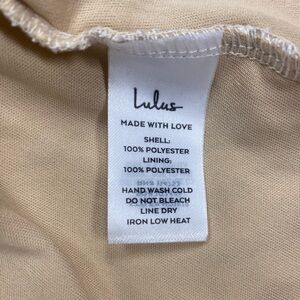 Lulus
MADE WITH LOVE
SHELL:
100% POLYESTER
LINING:
100% POLYESTER
HAND WASH COLD
DO NOT BLEACH
LINE DRY
IRON LOW HEAT